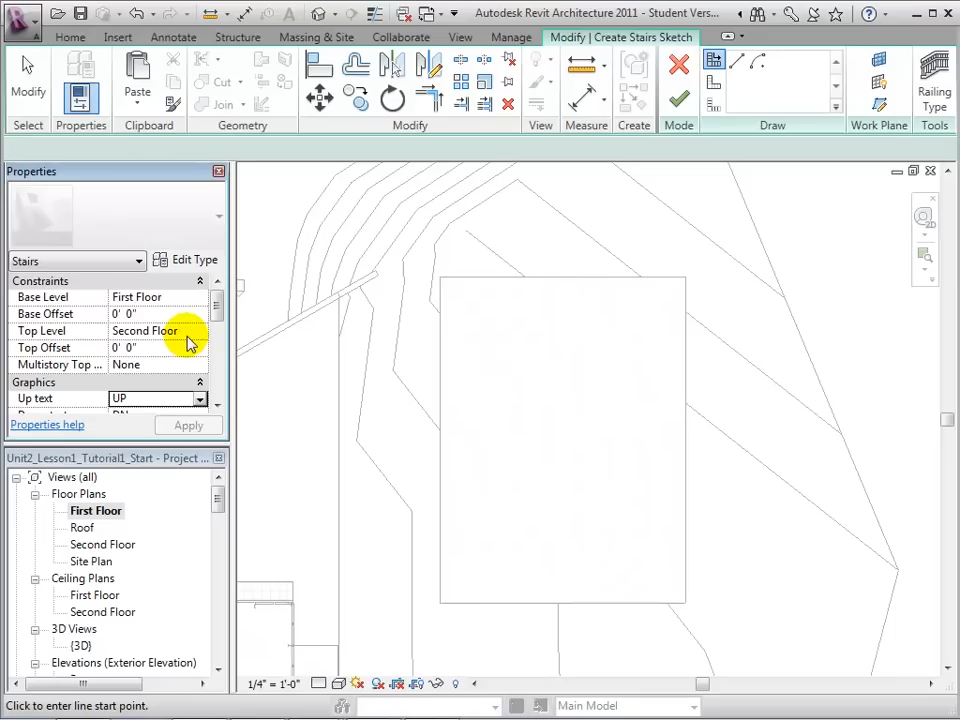 Autodesk Revit Architecture 2011 - Student Vers...
Home Insert Annotate Structure Massing & Site Collaborate View Manage Modify | Create Stairs Sketch
Modify
Paste
Cut
Join
Railing Type
Select Properties Clipboard Geometry Modify View Measure Create Mode Draw Work Plane Tools
Properties
Stairs
Edit Type
Constraints
Base Level First Floor
Base Offset 0' 0"
Top Level Second Floor
Top Offset 0' 0"
Multistory Top ... None
Graphics
Up text UP
Properties help
Apply
Unit2_Lesson1_Tutorial1_Start - Project ...
Views (all)
Floor Plans
First Floor
Roof
Second Floor
Site Plan
Ceiling Plans
First Floor
Second Floor
3D Views
{3D}
Elevations (Exterior Elevation)
2D
1/4" = 1'-0"
Click to enter line start point.
Main Model